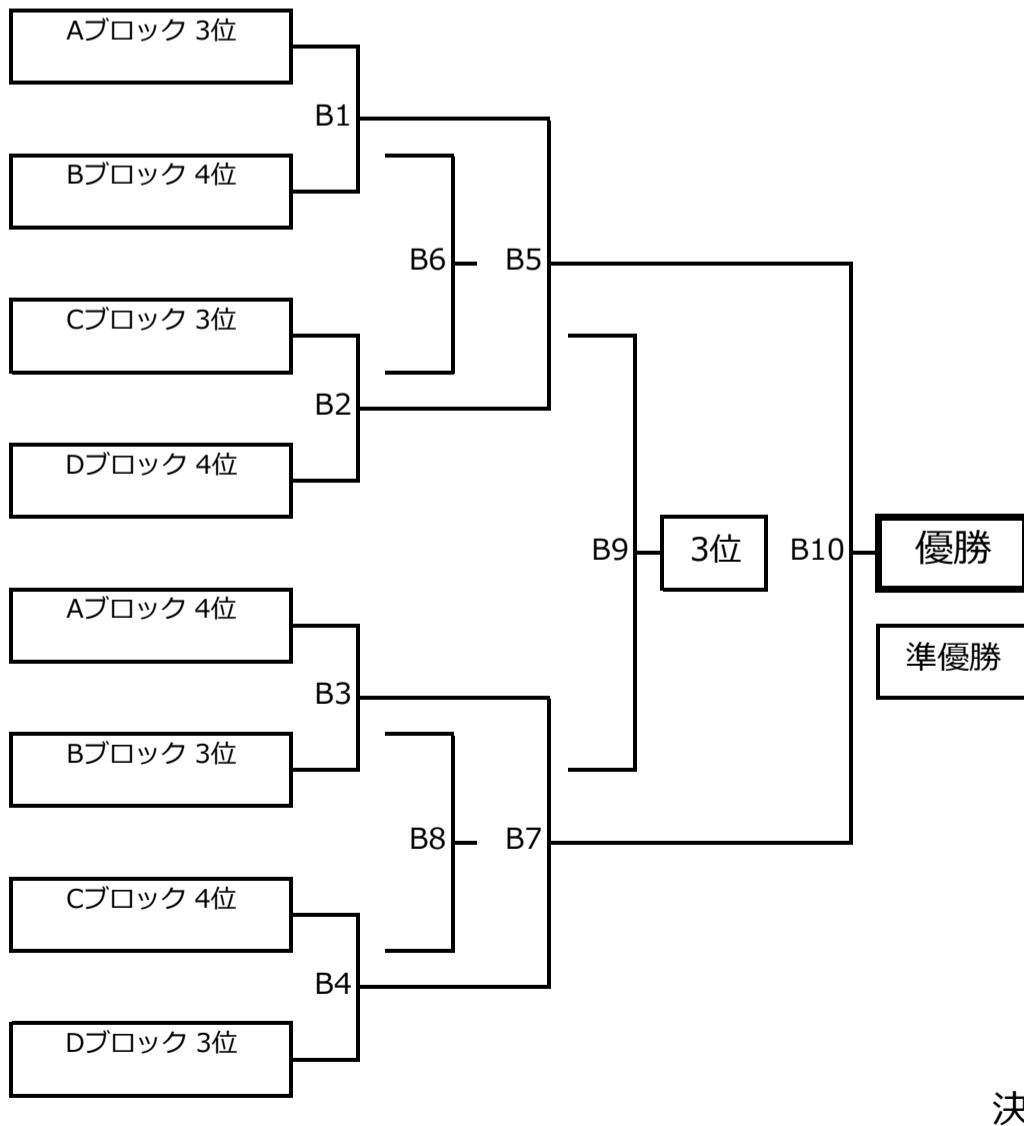 Aブロック 3位
B1
Bブロック 4位
B6
B5
Cブロック 3位
B2
Dブロック 4位
B9
3位
B10
優勝
Aブロック 4位
準優勝
B3
Bブロック 3位
B8
B7
Cブロック 4位
B4
Dブロック 3位
決